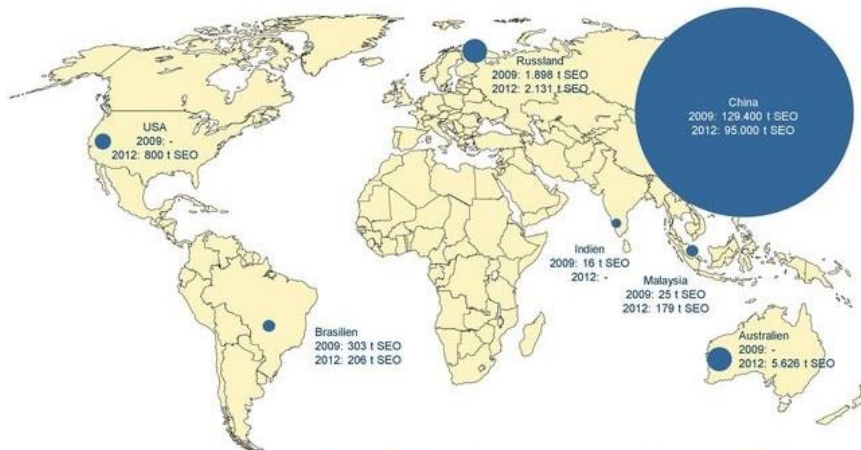 Russland
2009: 1.898 t SEO
2012: 2.131 t SEO
China
2009: 129.400 t SEO
2012: 95.000 t SEO
USA
2009: -
2012: 800 t SEO
Indien
2009: 16 t SEO
2012: -
Malaysia
2009: 25 t SEO
2012: 179 t SEO
Brasilien
2009: 303 t SEO
2012: 206 t SEO
Australien
2009: -
2012: 5.626 t SEO